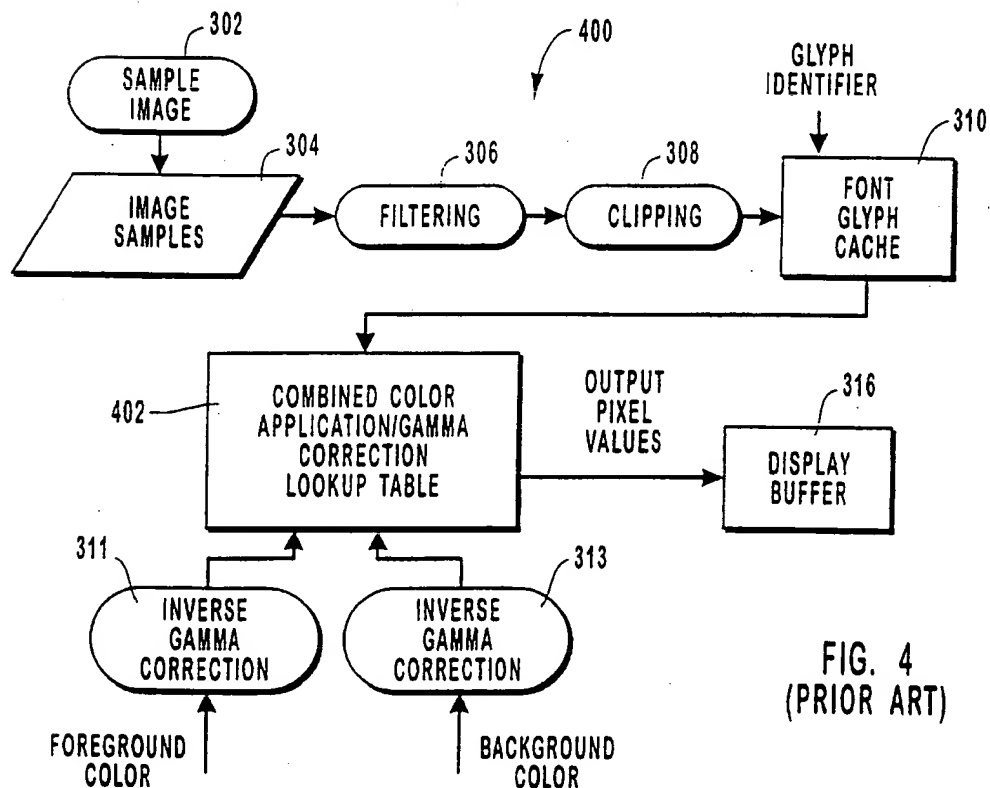 302
400
SAMPLE
IMAGE
GLYPH
IDENTIFIER
304
306
308
310
IMAGE
SAMPLES
FILTERING
CLIPPING
FONT
GLYPH
CACHE
402
COMBINED COLOR
APPLICATION/GAMMA
CORRECTION
LOOKUP TABLE
OUTPUT
PIXEL
VALUES
316
DISPLAY
BUFFER
311
INVERSE
GAMMA
CORRECTION
313
INVERSE
GAMMA
CORRECTION
FOREGROUND
COLOR
BACKGROUND
COLOR
FIG. 4
(PRIOR ART)